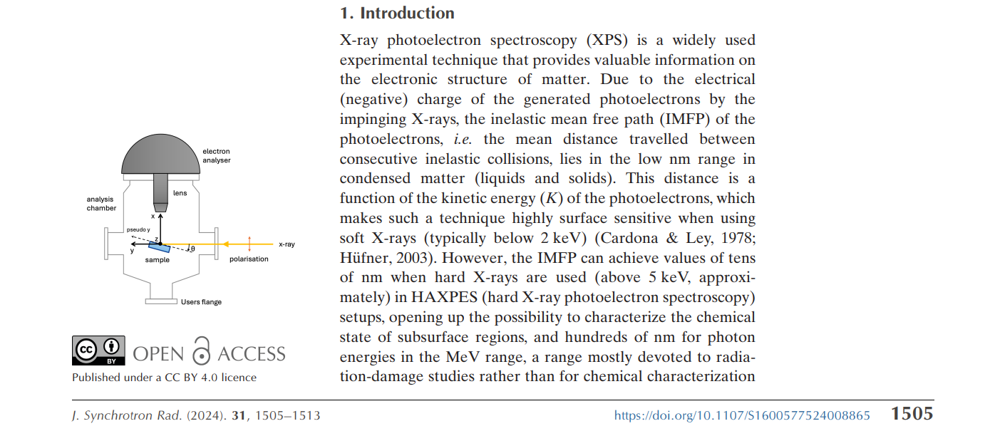 1. Introduction
X-ray photoelectron spectroscopy (XPS) is a widely used
experimental technique that provides valuable information on
the electronic structure of matter. Due to the electrical
(negative) charge of the generated photoelectrons by the
impinging X-rays, the inelastic mean free path (IMFP) of the
photoelectrons, i.e. the mean distance travelled between
consecutive inelastic collisions, lies in the low nm range in
condensed matter (liquids and solids). This distance is a
function of the kinetic energy (K) of the photoelectrons, which
makes such a technique highly surface sensitive when using
soft X-rays (typically below 2 keV) (Cardona & Ley, 1978;
Hüfner, 2003). However, the IMFP can achieve values of tens
of nm when hard X-rays are used (above 5 keV, approxi-
mately) in HAXPES (hard X-ray photoelectron spectroscopy)
setups, opening up the possibility to characterize the chemical
state of subsurface regions, and hundreds of nm for photon
energies in the MeV range, a range mostly devoted to radia-
tion-damage studies rather than for chemical characterization
electron
analyser
lens
analysis
chamber
x
pseudo y
z
y
θ
x-ray
sample
polarisation
Users flange
cc
BY
OPEN ACCESS
Published under a CC BY 4.0 licence
J. Synchrotron Rad. (2024). 31, 1505–1513
https://doi.org/10.1107/S1600577524008865
1505